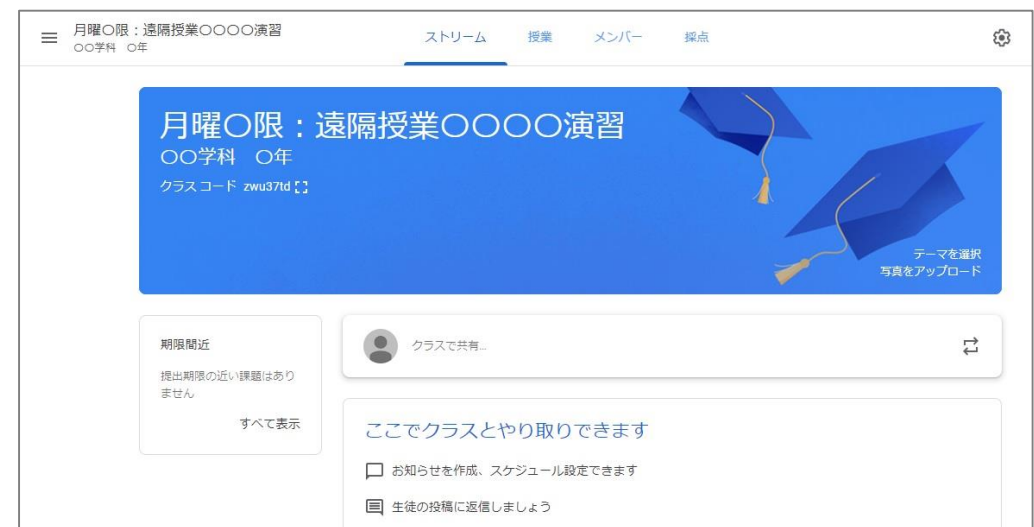 月曜〇限:遠隔授業〇〇〇〇演習
〇〇学科 〇年
ストリーム 授業 メンバー 採点
月曜〇限:遠隔授業〇〇〇〇演習
〇〇学科 〇年
クラス コード zwu37td
テーマを選択
写真をアップロード
期限間近
提出期限の近い課題はあり
ません
すべて表示
クラスで共有...
ここでクラスとやり取りできます
お知らせを作成、スケジュール設定できます
生徒の投稿に返信しましょう